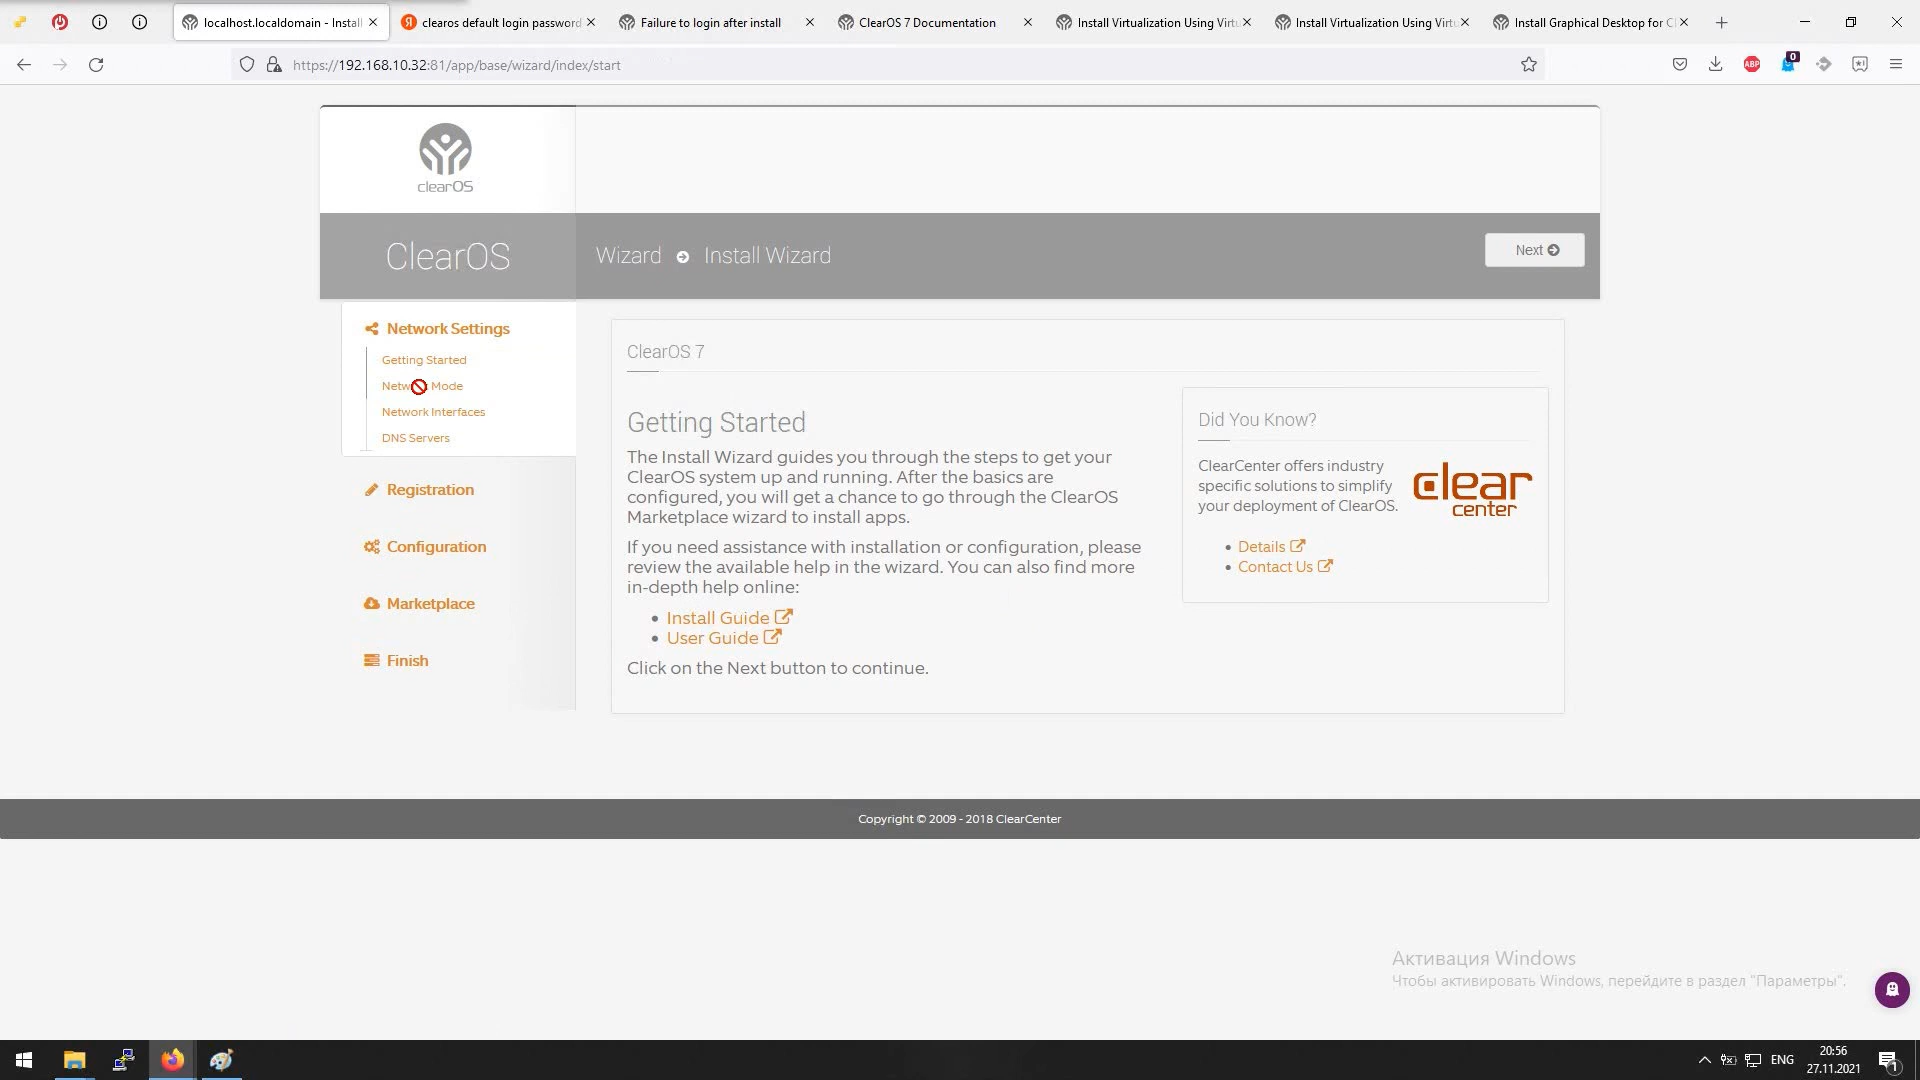 localhost.localdomain - Install
clearos default login password
Failure to login after install
ClearOS 7 Documentation
Install Virtualization Using Virtu
Install Virtualization Using Virtu
Install Graphical Desktop for C
https://192.168.10.32:81/app/base/wizard/index/start
ABP
0
clearOS
ClearOS
Wizard
Install Wizard
Next
Network Settings
Getting Started
Netw Mode
Network Interfaces
DNS Servers
Registration
Configuration
Marketplace
Finish
ClearOS 7
Getting Started
The Install Wizard guides you through the steps to get your
ClearOS system up and running. After the basics are
configured, you will get a chance to go through the ClearOS
Marketplace wizard to install apps.
If you need assistance with installation or configuration, please
review the available help in the wizard. You can also find more
in-depth help online:
Install Guide
User Guide
Click on the Next button to continue.
Did You Know?
ClearCenter offers industry
specific solutions to simplify
your deployment of ClearOS.
clear
center
Details
Contact Us
Copyright © 2009 - 2018 ClearCenter
Активация Windows
Чтобы активировать Windows, перейдите в раздел "Параметры".
ENG
20:56
27.11.2021
1